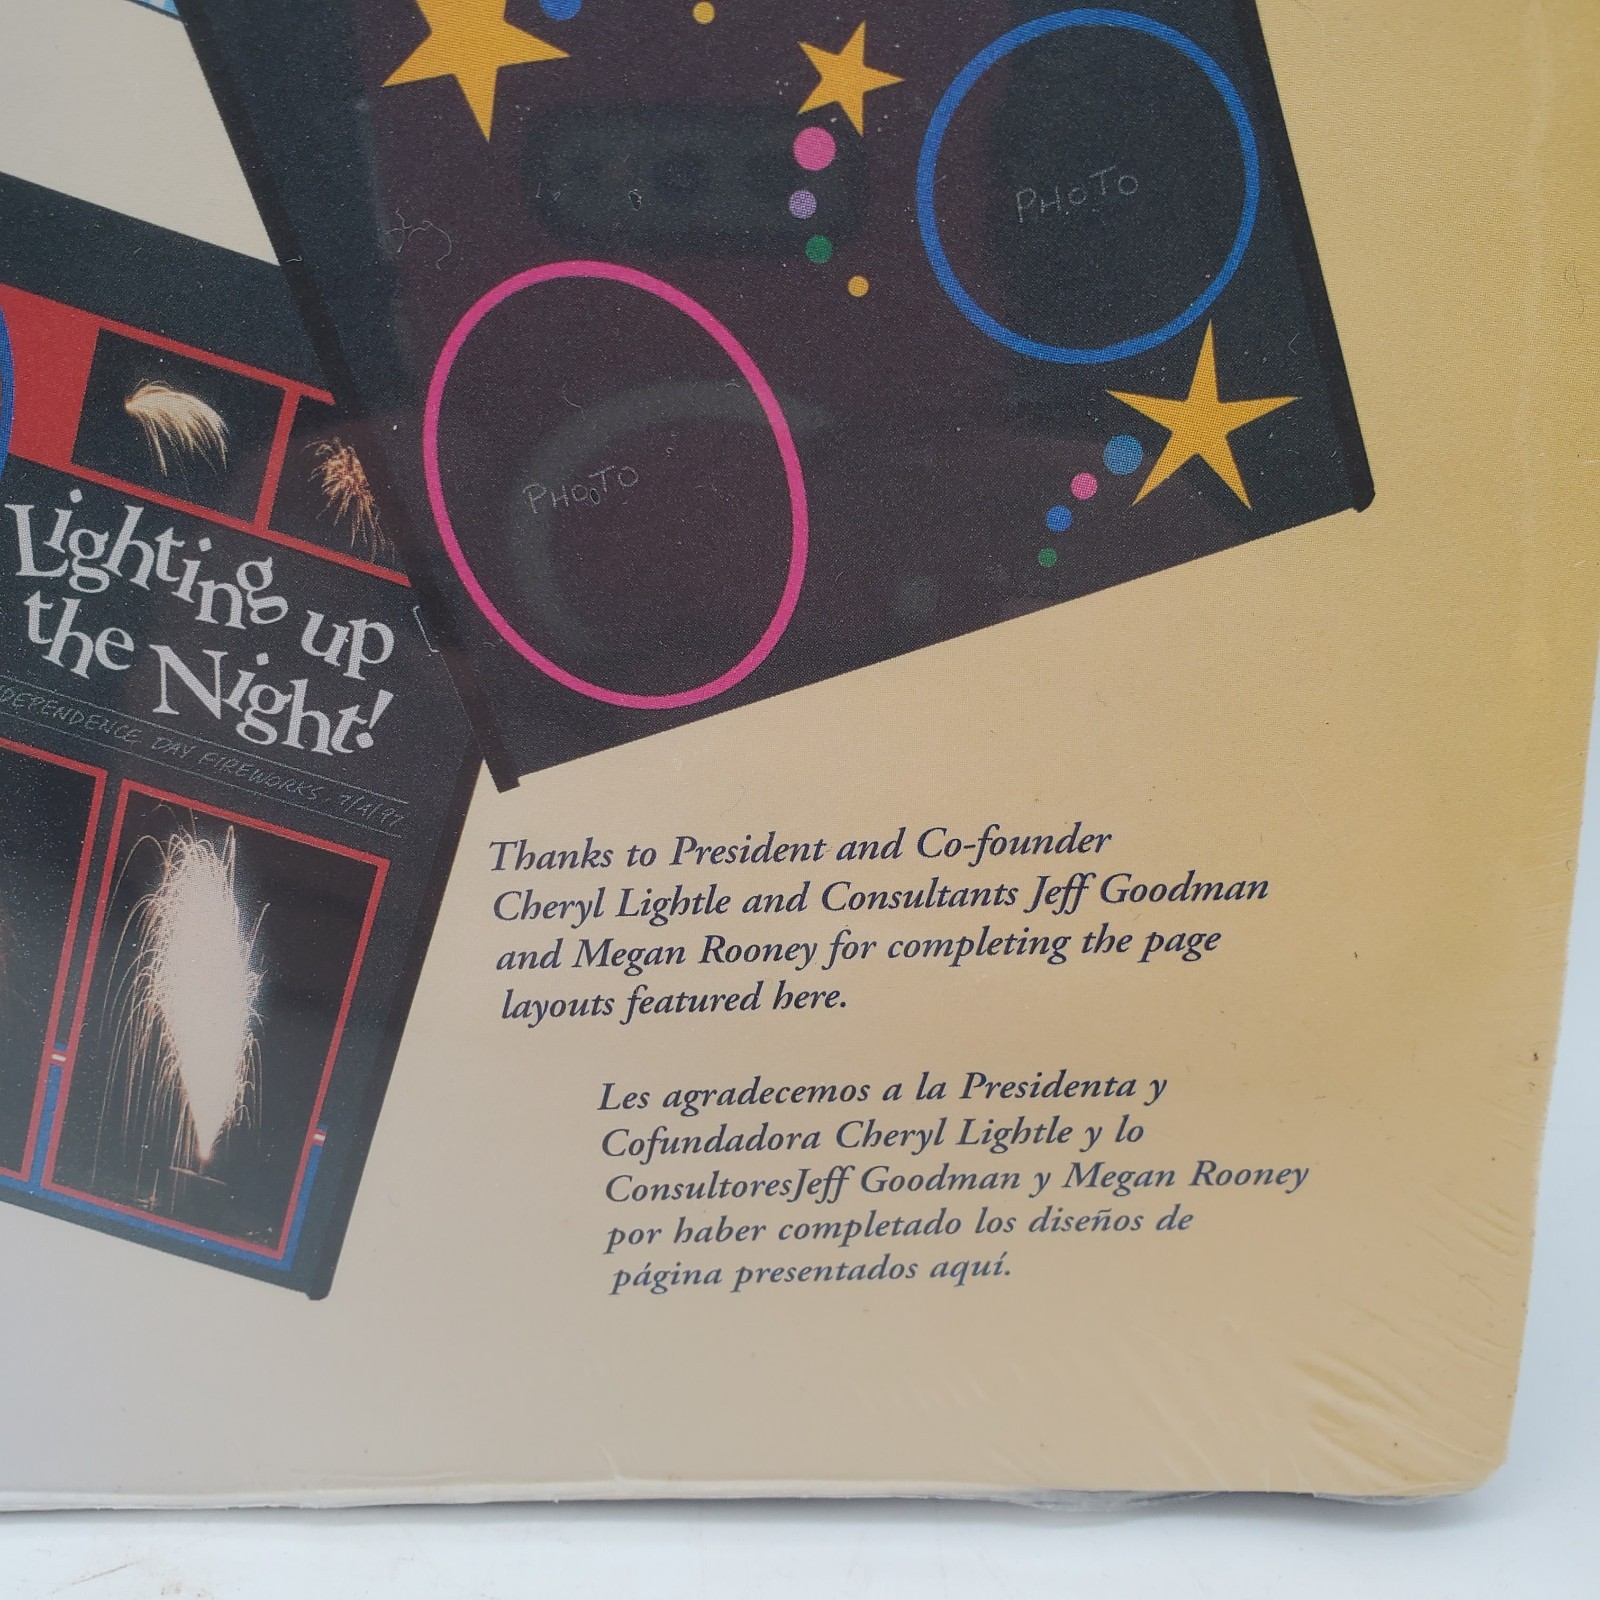 PHOTO
PHOTO
Lighting up
the Night!
DEPENDENCE DAY FIREWORKS, 7/4/97
Thanks to President and Co-founder
Cheryl Lightle and Consultants Jeff Goodman
and Megan Rooney for completing the page
layouts featured here.
Les agradecemos a la Presidenta y
Cofundadora Cheryl Lightle y lo
ConsultoresJeff Goodman y Megan Rooney
por haber completado los diseños de
página presentados aquí.